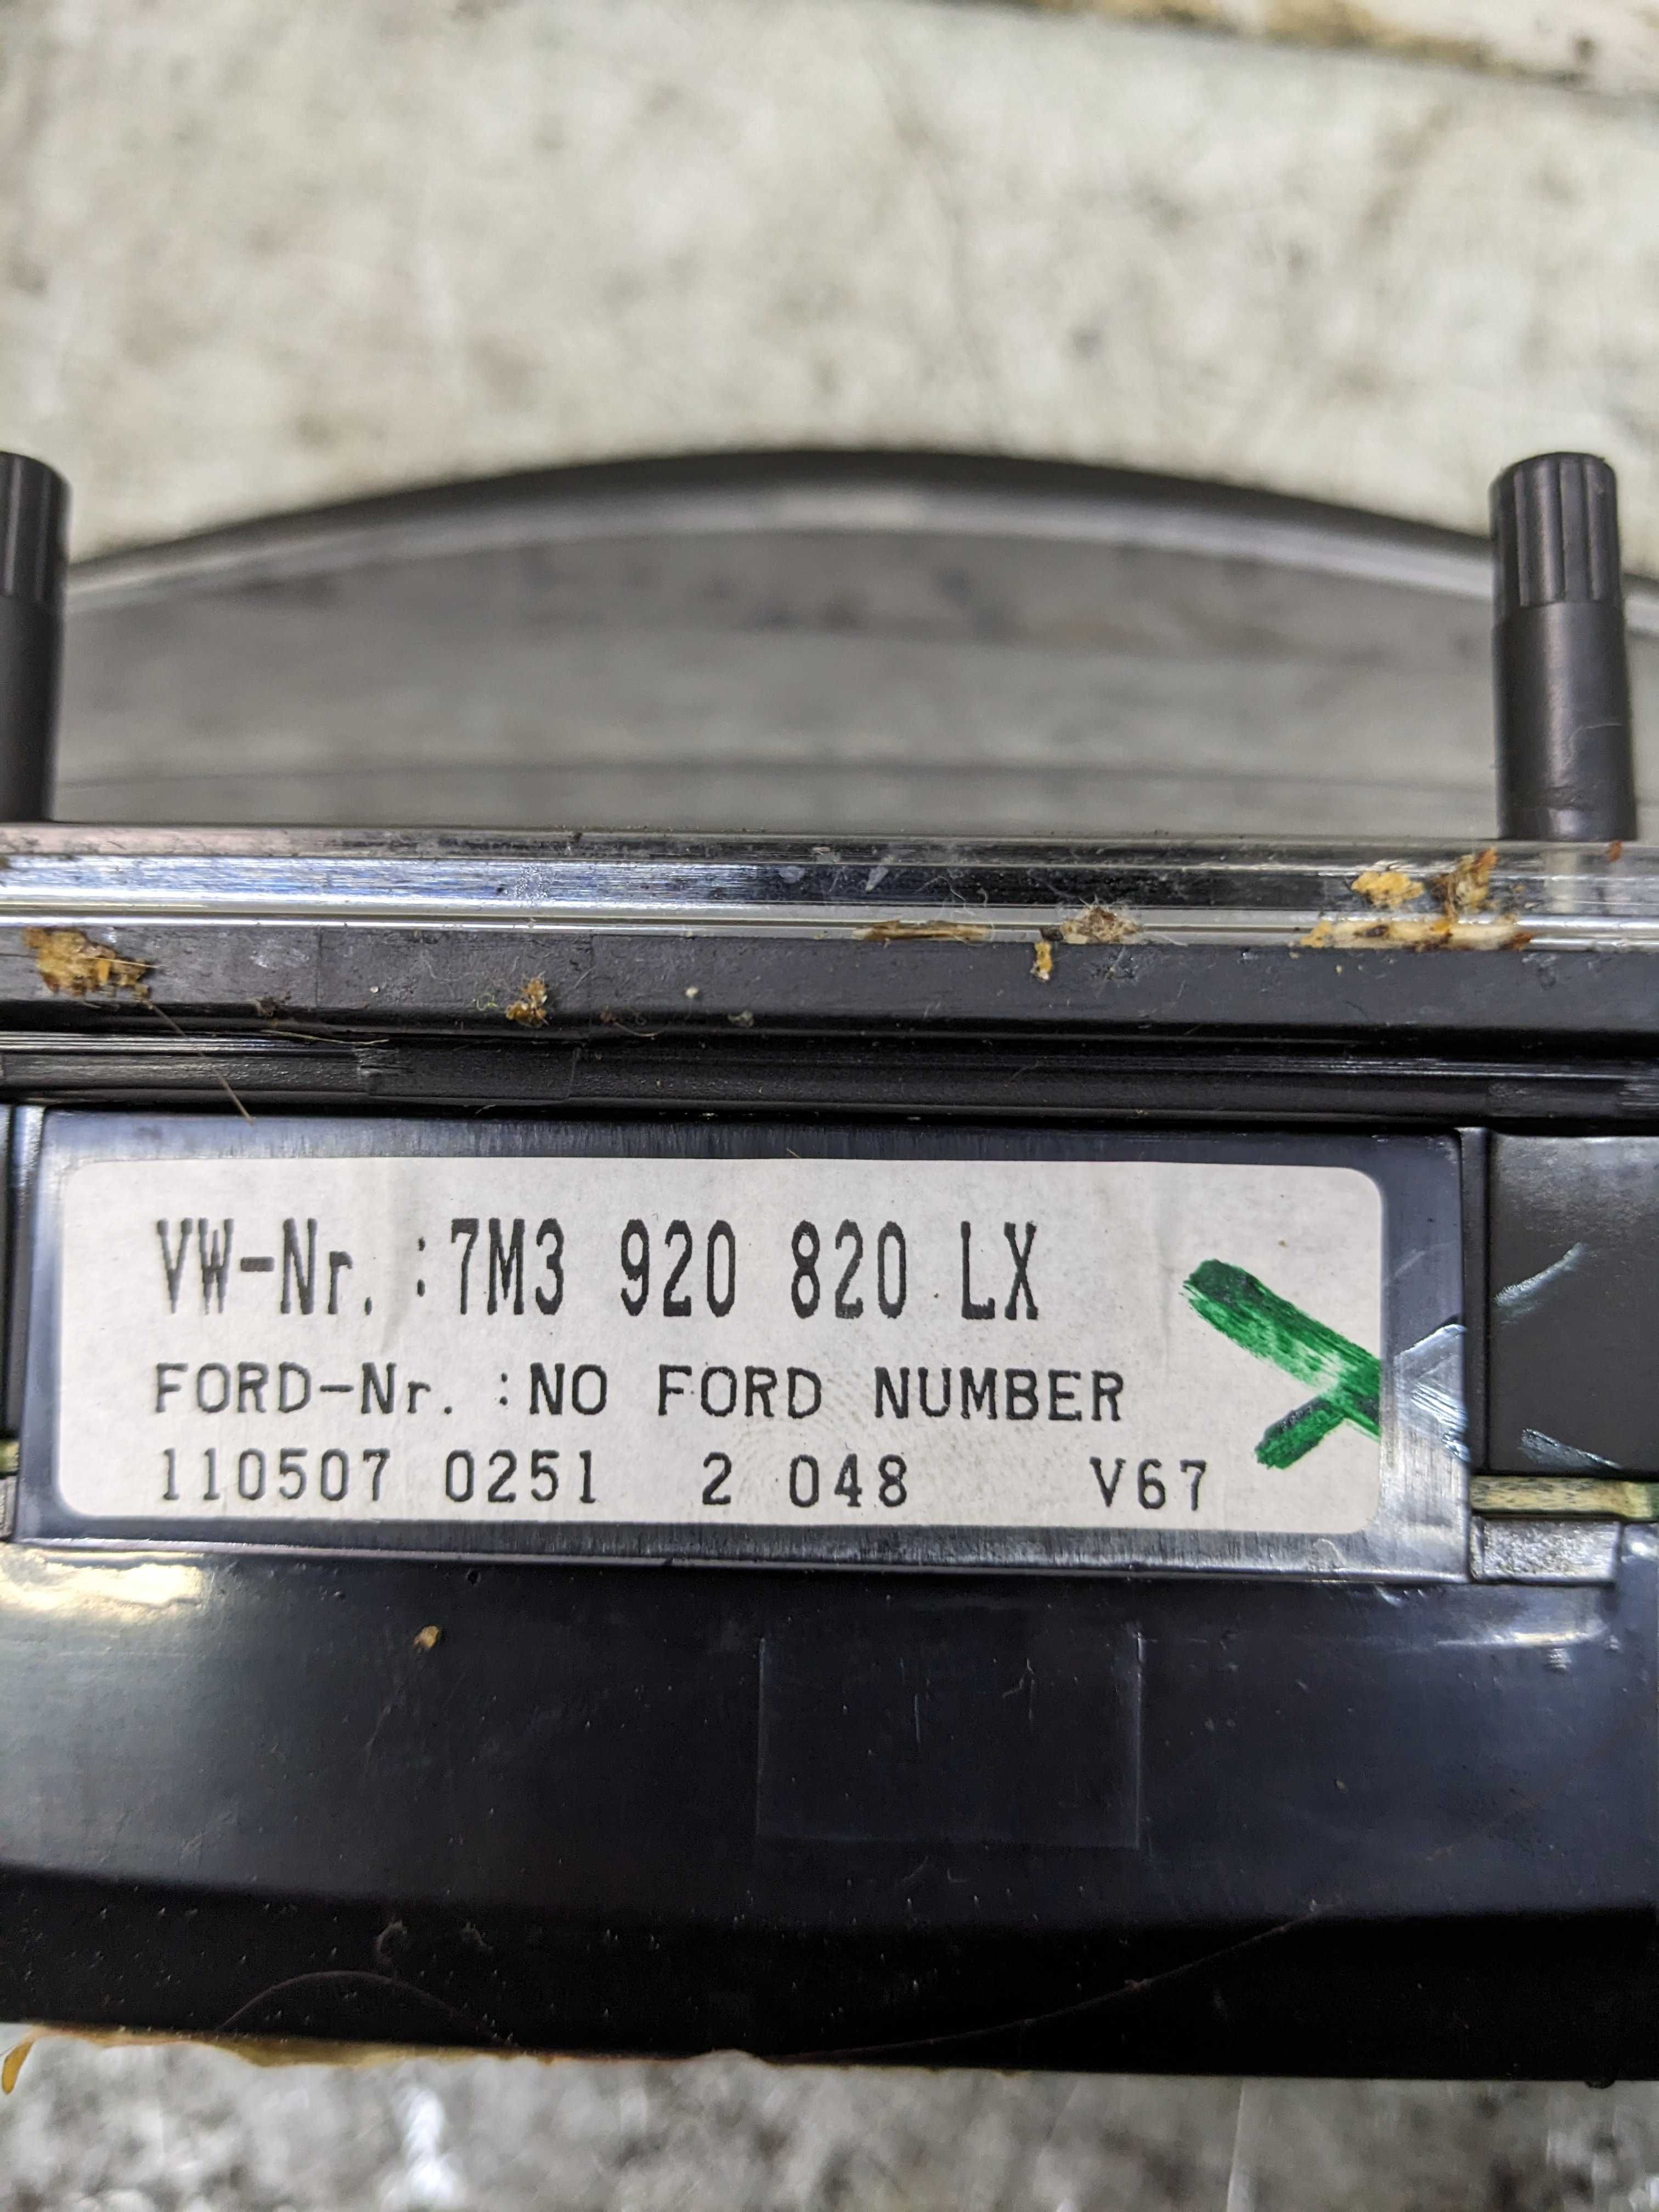 VW-Nr. :7M3 920 820 LX
FORD-Nr. :NO FORD NUMBER
110507 0251 2 048 V67